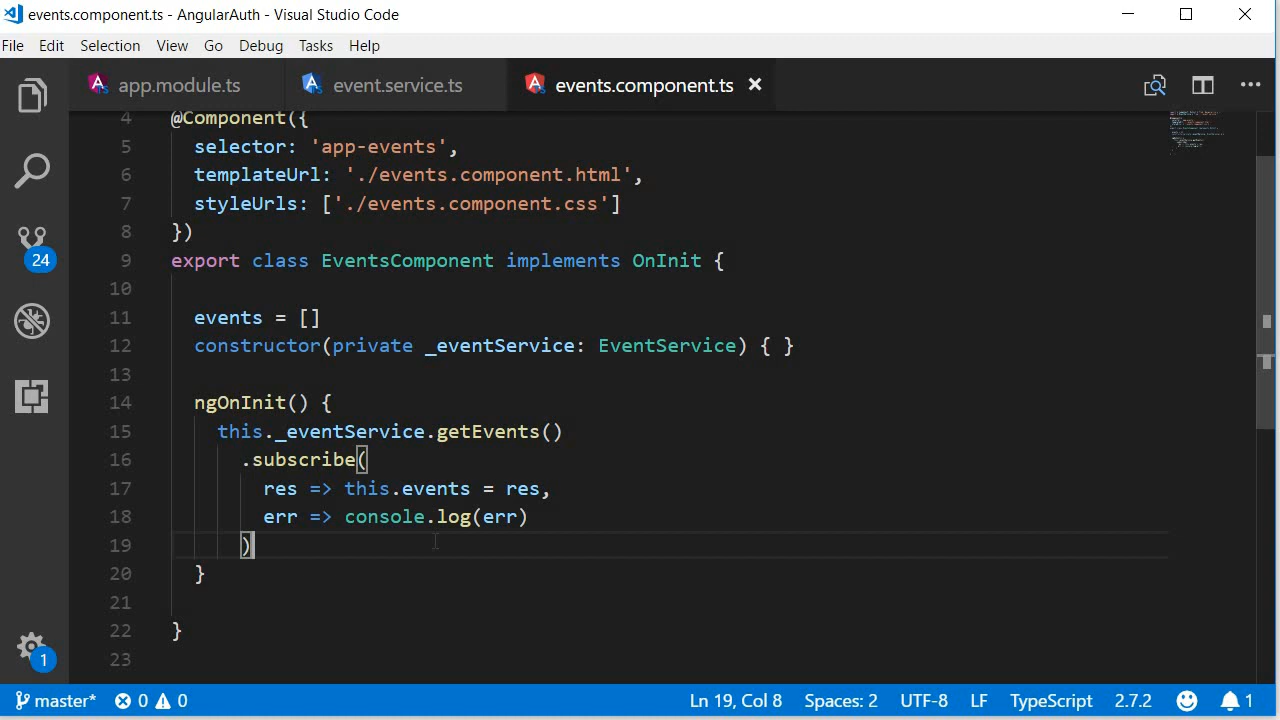 events.component.ts - AngularAuth - Visual Studio Code
File Edit Selection View Go Debug Tasks Help
app.module.ts event.service.ts events.component.ts
4 @Component({
5 selector: 'app-events',
6 templateUrl: './events.component.html',
7 styleUrls: ['./events.component.css']
8 })
9 export class EventsComponent implements OnInit {
10
11 events = []
12 constructor(private _eventService: EventService) { }
13
14 ngOnInit() {
15 this._eventService.getEvents()
16 .subscribe(
17 res => this.events = res,
18 err => console.log(err)
19 )
20 }
21
22 }
23
24
1
master* 0 0 Ln 19, Col 8 Spaces: 2 UTF-8 LF TypeScript 2.7.2 1